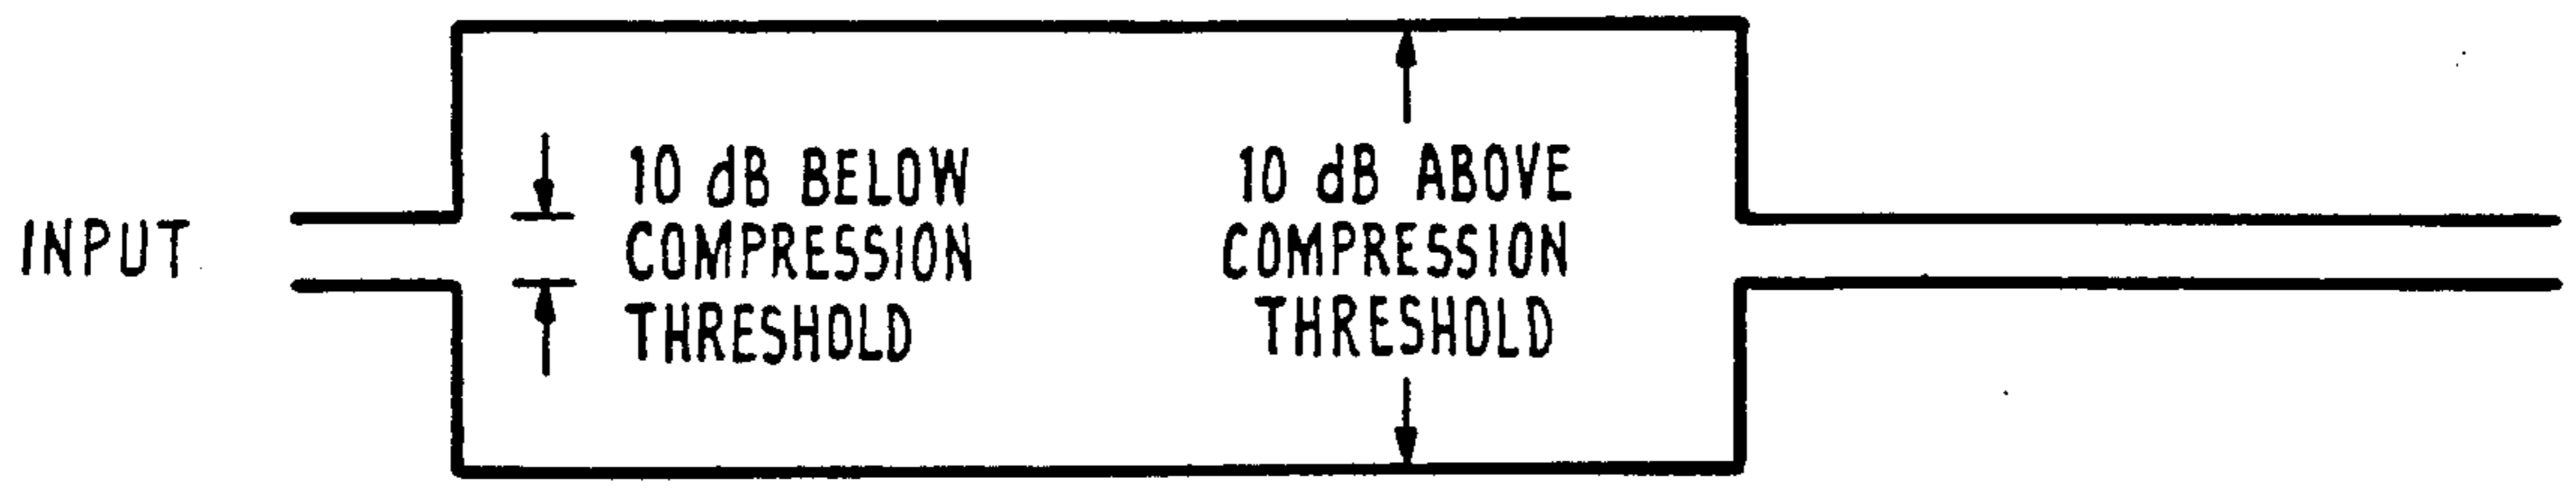 INPUT
10 dB BELOW
COMPRESSION
THRESHOLD
10 dB ABOVE
COMPRESSION
THRESHOLD